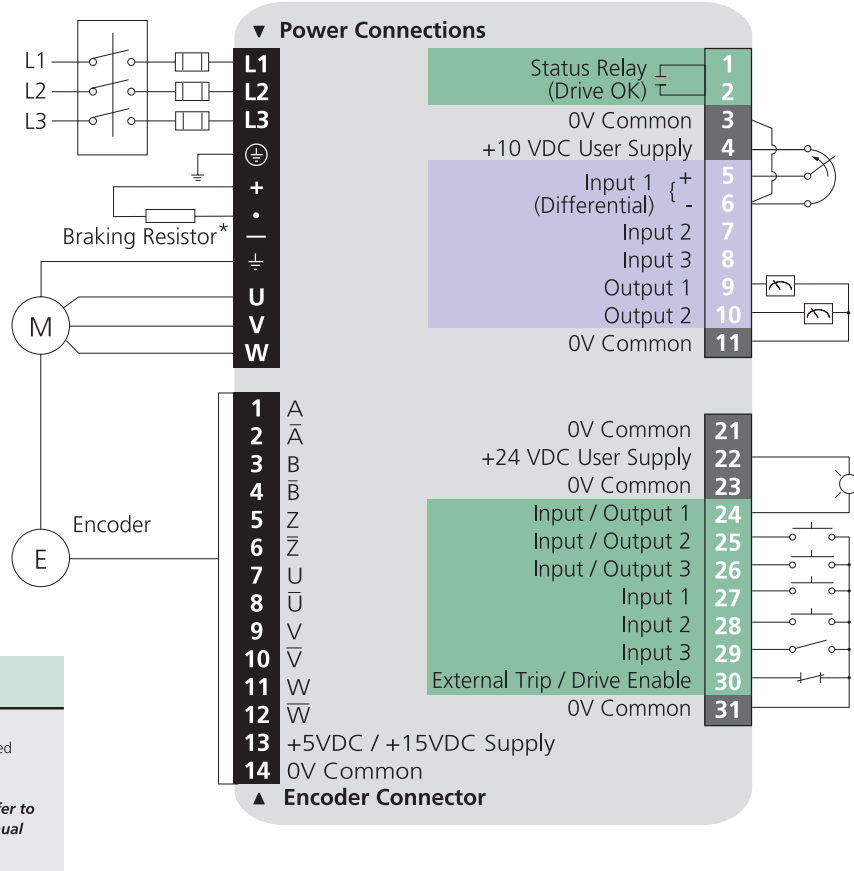 ▼ Power Connections
L1 L1
L2 L2
L3 L3
+
•
Braking Resistor* —
U
M V
W
Status Relay (Drive OK) 1 2
0V Common 3
+10 VDC User Supply 4
Input 1 (Differential) { + 5
- 6
Input 2 7
Input 3 8
Output 1 9
Output 2 10
0V Common 11
1 A
2 A̅
3 B
4 B̅
5 Z
6 Z̅
7 U
8 U̅
9 V
10 V̅
11 W
12 W̅
13 +5VDC / +15VDC Supply
14 0V Common
▲ Encoder Connector
Encoder
E
0V Common 21
+24 VDC User Supply 22
0V Common 23
Input / Output 1 24
Input / Output 2 25
Input / Output 3 26
Input 1 27
Input 2 28
Input 3 29
External Trip / Drive Enable 30
0V Common 31
ed
fer to
ual